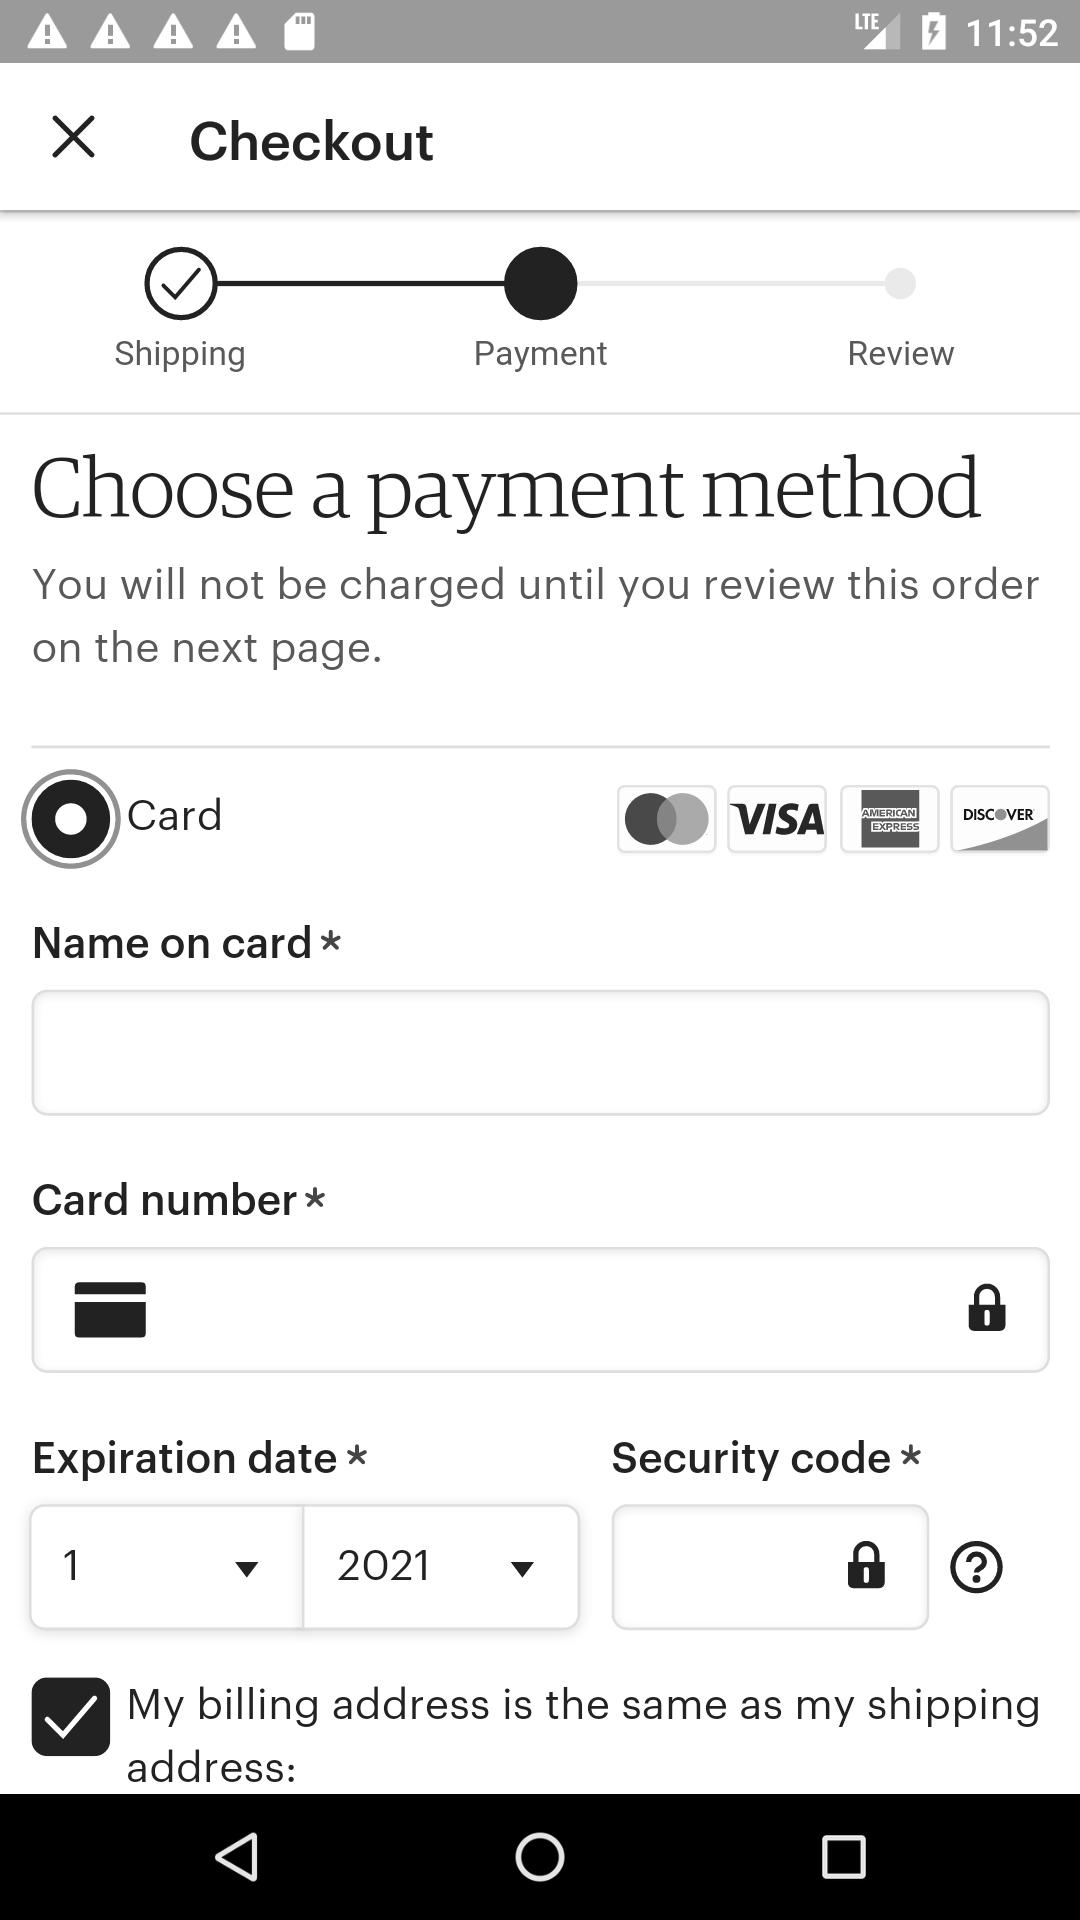 LTE 11:52
Checkout
Shipping Payment Review
Choose a payment method
You will not be charged until you review this order
on the next page.
Card VISA AMERICAN EXPRESS DISCOVER
Name on card *
Card number *
Expiration date * Security code *
1 2021
My billing address is the same as my shipping
address: